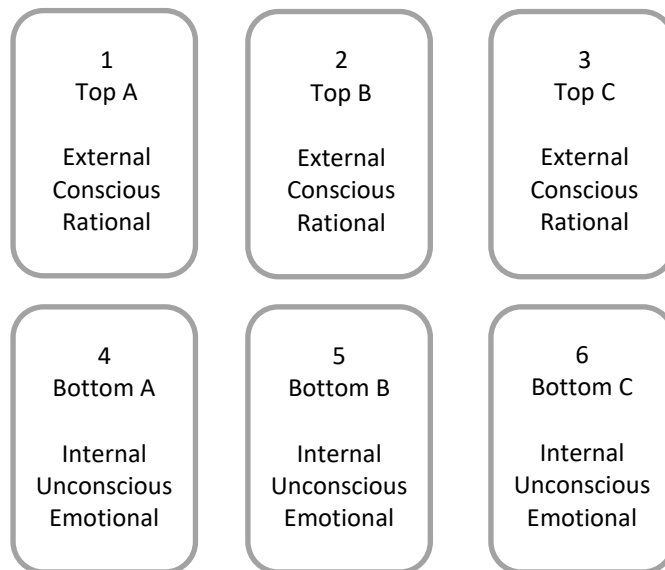 1
Top A
External
Conscious
Rational
2
Top B
External
Conscious
Rational
3
Top C
External
Conscious
Rational
4
Bottom A
Internal
Unconscious
Emotional
5
Bottom B
Internal
Unconscious
Emotional
6
Bottom C
Internal
Unconscious
Emotional